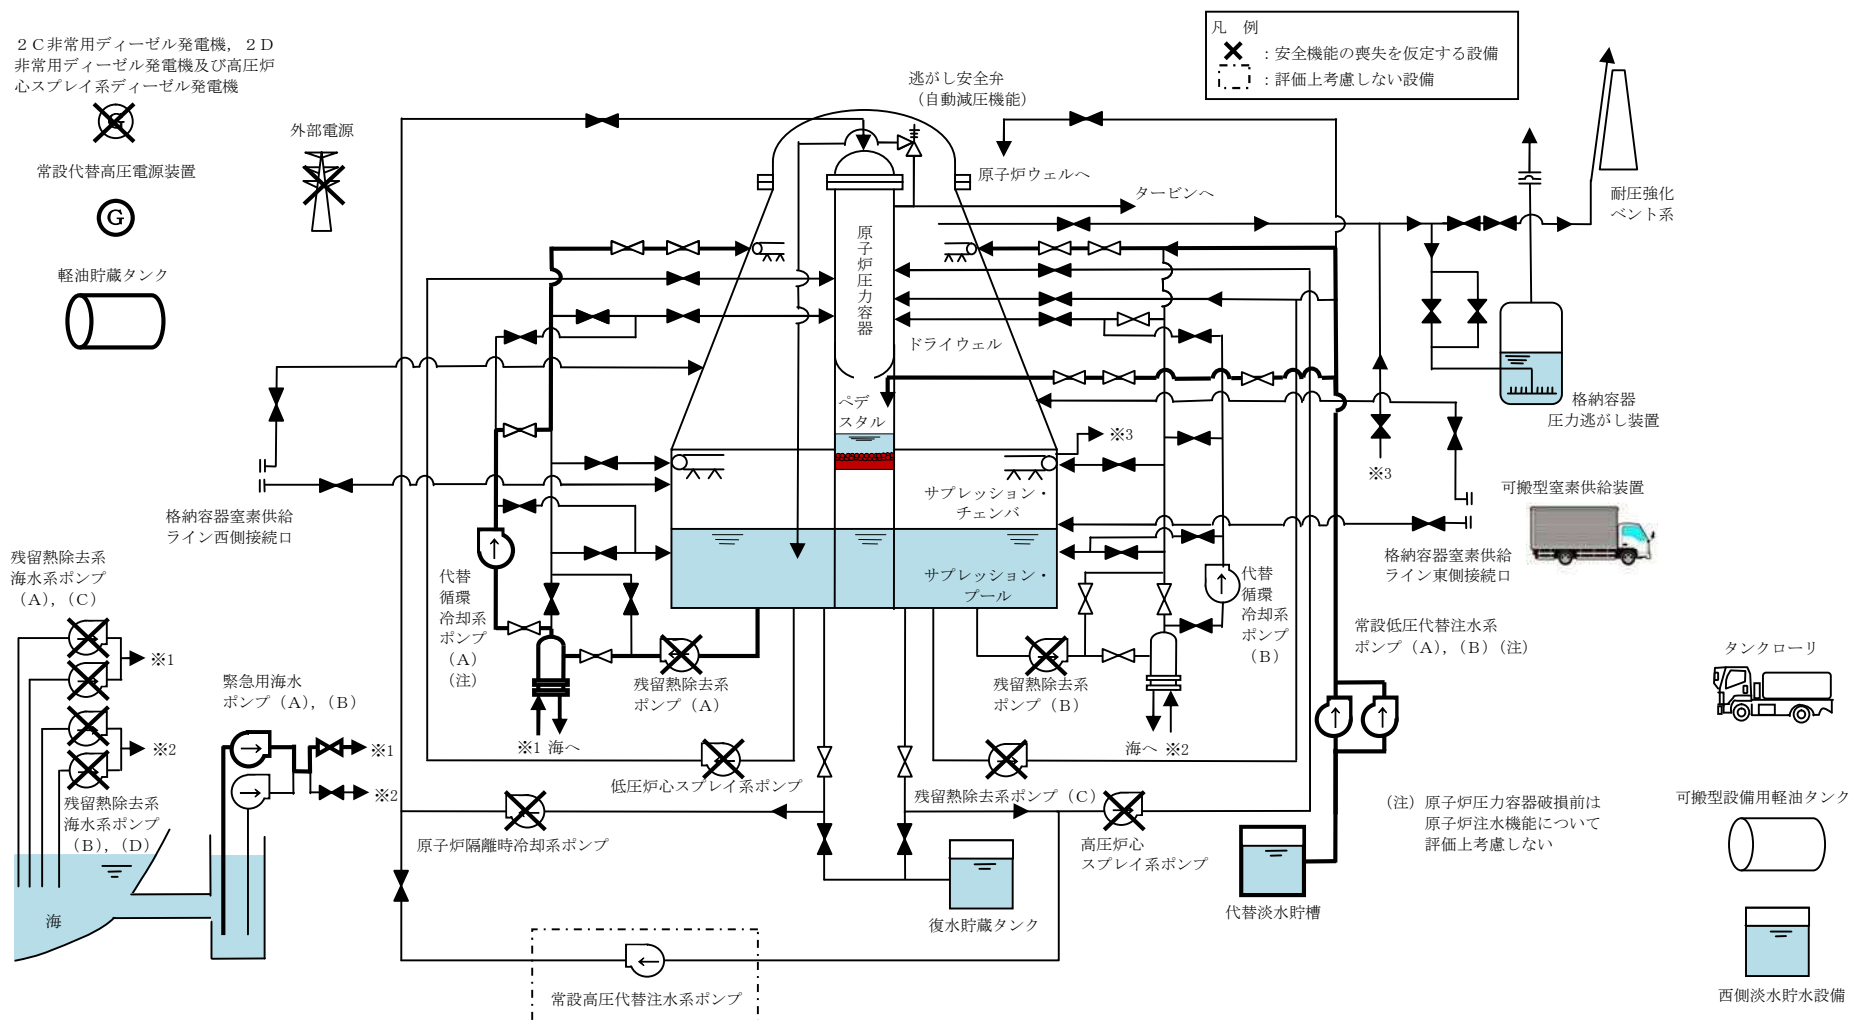 ２Ｃ非常用ディーゼル発電機，２Ｄ
非常用ディーゼル発電機及び高圧炉
心スプレイ系ディーゼル発電機
G
常設代替高圧電源装置
G
軽油貯蔵タンク
外部電源
逃がし安全弁
（自動減圧機能）
凡　例
：安全機能の喪失を仮定する設備
：評価上考慮しない設備
原子炉ウェルへ
タービンへ
耐圧強化
ベント系
原子炉圧力容器
ドライウェル
ペデ
スタル
※3
※3
格納容器
圧力逃がし装置
サプレッション・
チェンバ
サプレッション・
プール
可搬型窒素供給装置
格納容器窒素供給
ライン西側接続口
格納容器窒素供給
ライン東側接続口
残留熱除去系
海水系ポンプ
（A），（C）
※1
※2
残留熱除去系
海水系ポンプ
（B），（D）
緊急用海水
ポンプ（A），（B）
※1
※2
海
代替
循環
冷却系
ポンプ
（A）
（注）
代替
循環
冷却系
ポンプ
（B）
残留熱除去系
ポンプ（A）
残留熱除去系
ポンプ（B）
※1 海へ
海へ ※2
低圧炉心スプレイ系ポンプ
残留熱除去系ポンプ（C）
原子炉隔離時冷却系ポンプ
高圧炉心
スプレイ系ポンプ
常設低圧代替注水系
ポンプ（A），（B）（注）
（注）原子炉圧力容器破損前は
原子炉注水機能について
評価上考慮しない
復水貯蔵タンク
代替淡水貯槽
常設高圧代替注水系ポンプ
タンクローリ
可搬型設備用軽油タンク
西側淡水貯水設備